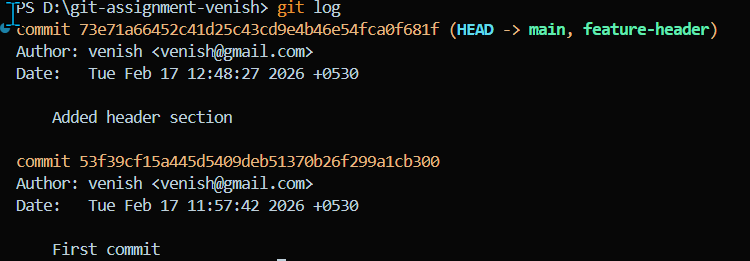 PS D:\git-assignment-venish> git log
commit 73e71a66452c41d25c43cd9e4b46e54fca0f681f (HEAD -> main, feature-header)
Author: venish <venish@gmail.com>
Date:   Tue Feb 17 12:48:27 2026 +0530
Added header section
commit 53f39cf15a445d5409deb51370b26f299a1cb300
Author: venish <venish@gmail.com>
Date:   Tue Feb 17 11:57:42 2026 +0530
First commit